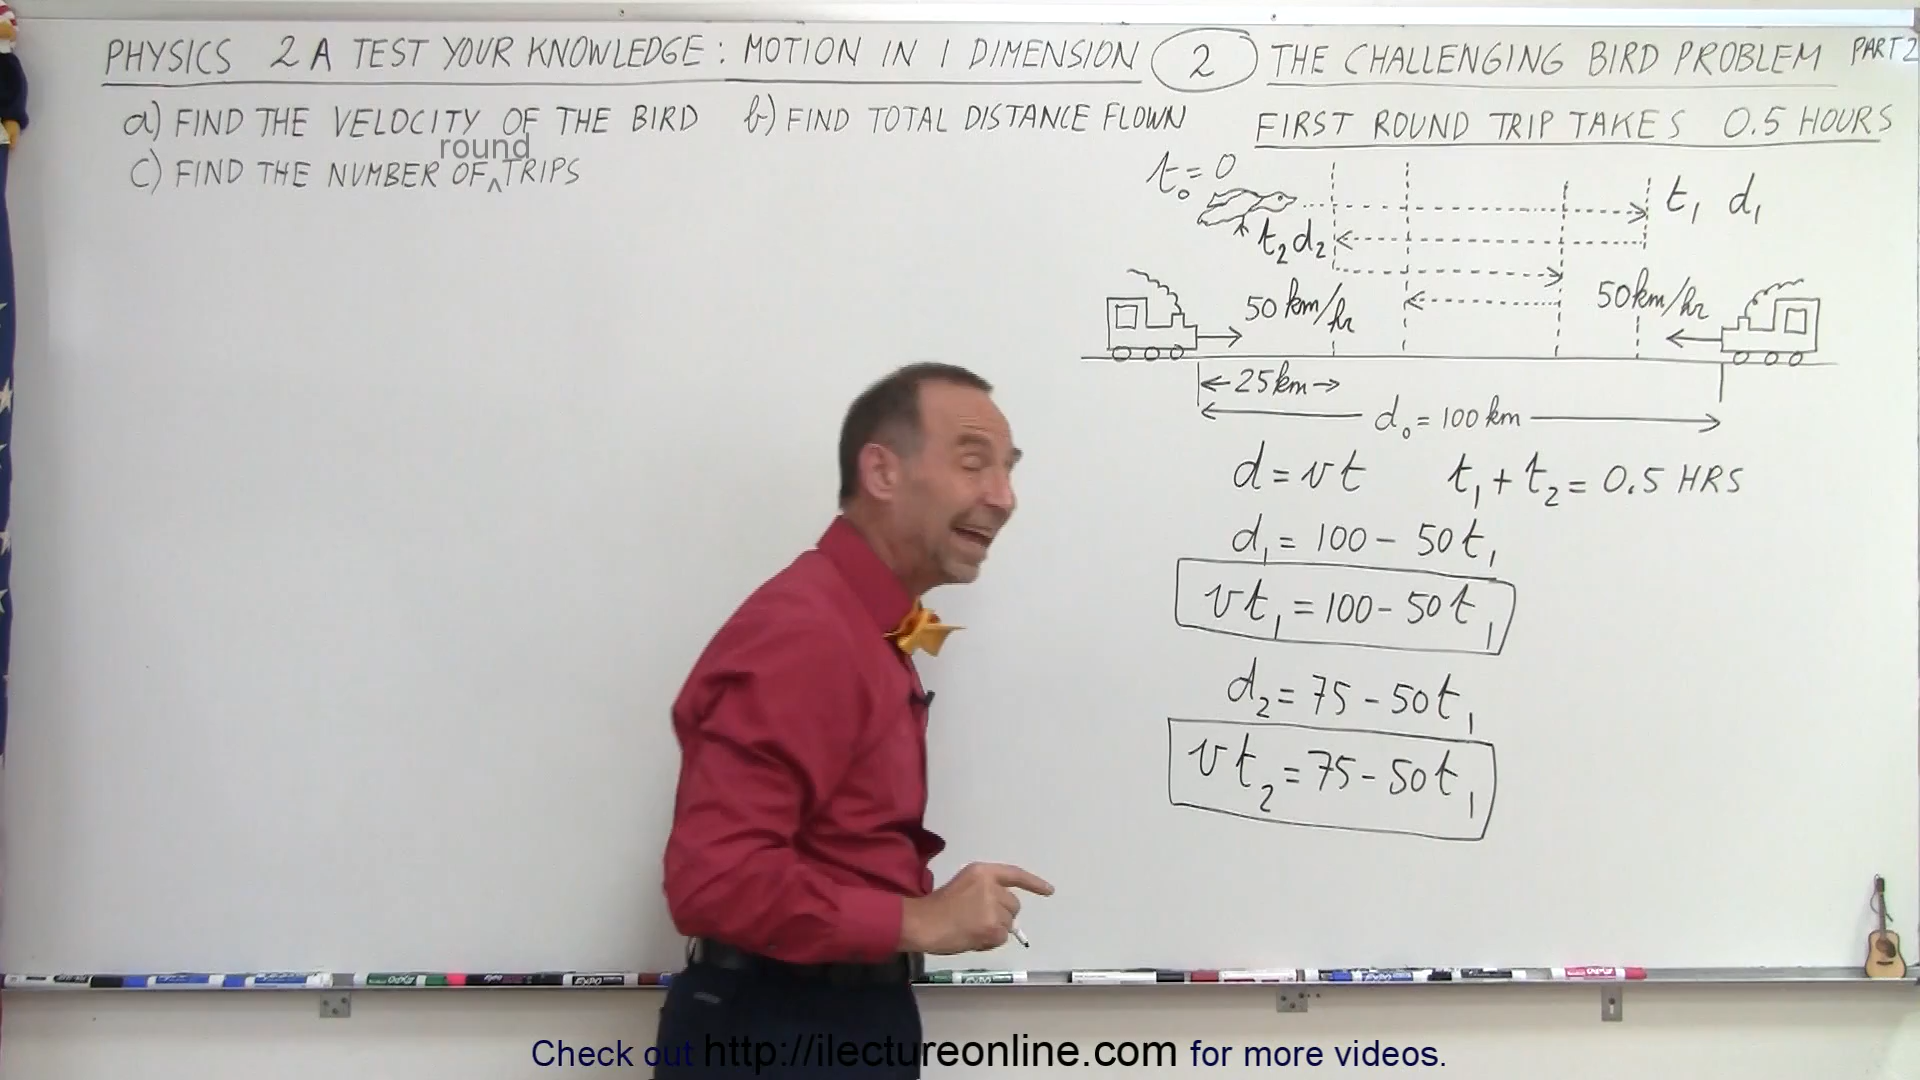 PHYSICS 2A TEST YOUR KNOWLEDGE: MOTION IN 1 DIMENSION 2 THE CHALLENGING BIRD PROBLEM PART 2
a) FIND THE VELOCITY OF THE BIRD b) FIND TOTAL DISTANCE FLOWN
round
c) FIND THE NUMBER OF ^ TRIPS
FIRST ROUND TRIP TAKES 0.5 HOURS
t₀ = 0
t₁ d₁
t₂ d₂
50 km/hr 50 km/hr
25 km
d₀ = 100 km
d = vt t₁ + t₂ = 0.5 HRS
d₁ = 100 - 50t₁
vt₁ = 100 - 50t₁
d₂ = 75 - 50t₁
vt₂ = 75 - 50t₁
Check out http://ilectureonline.com for more videos.